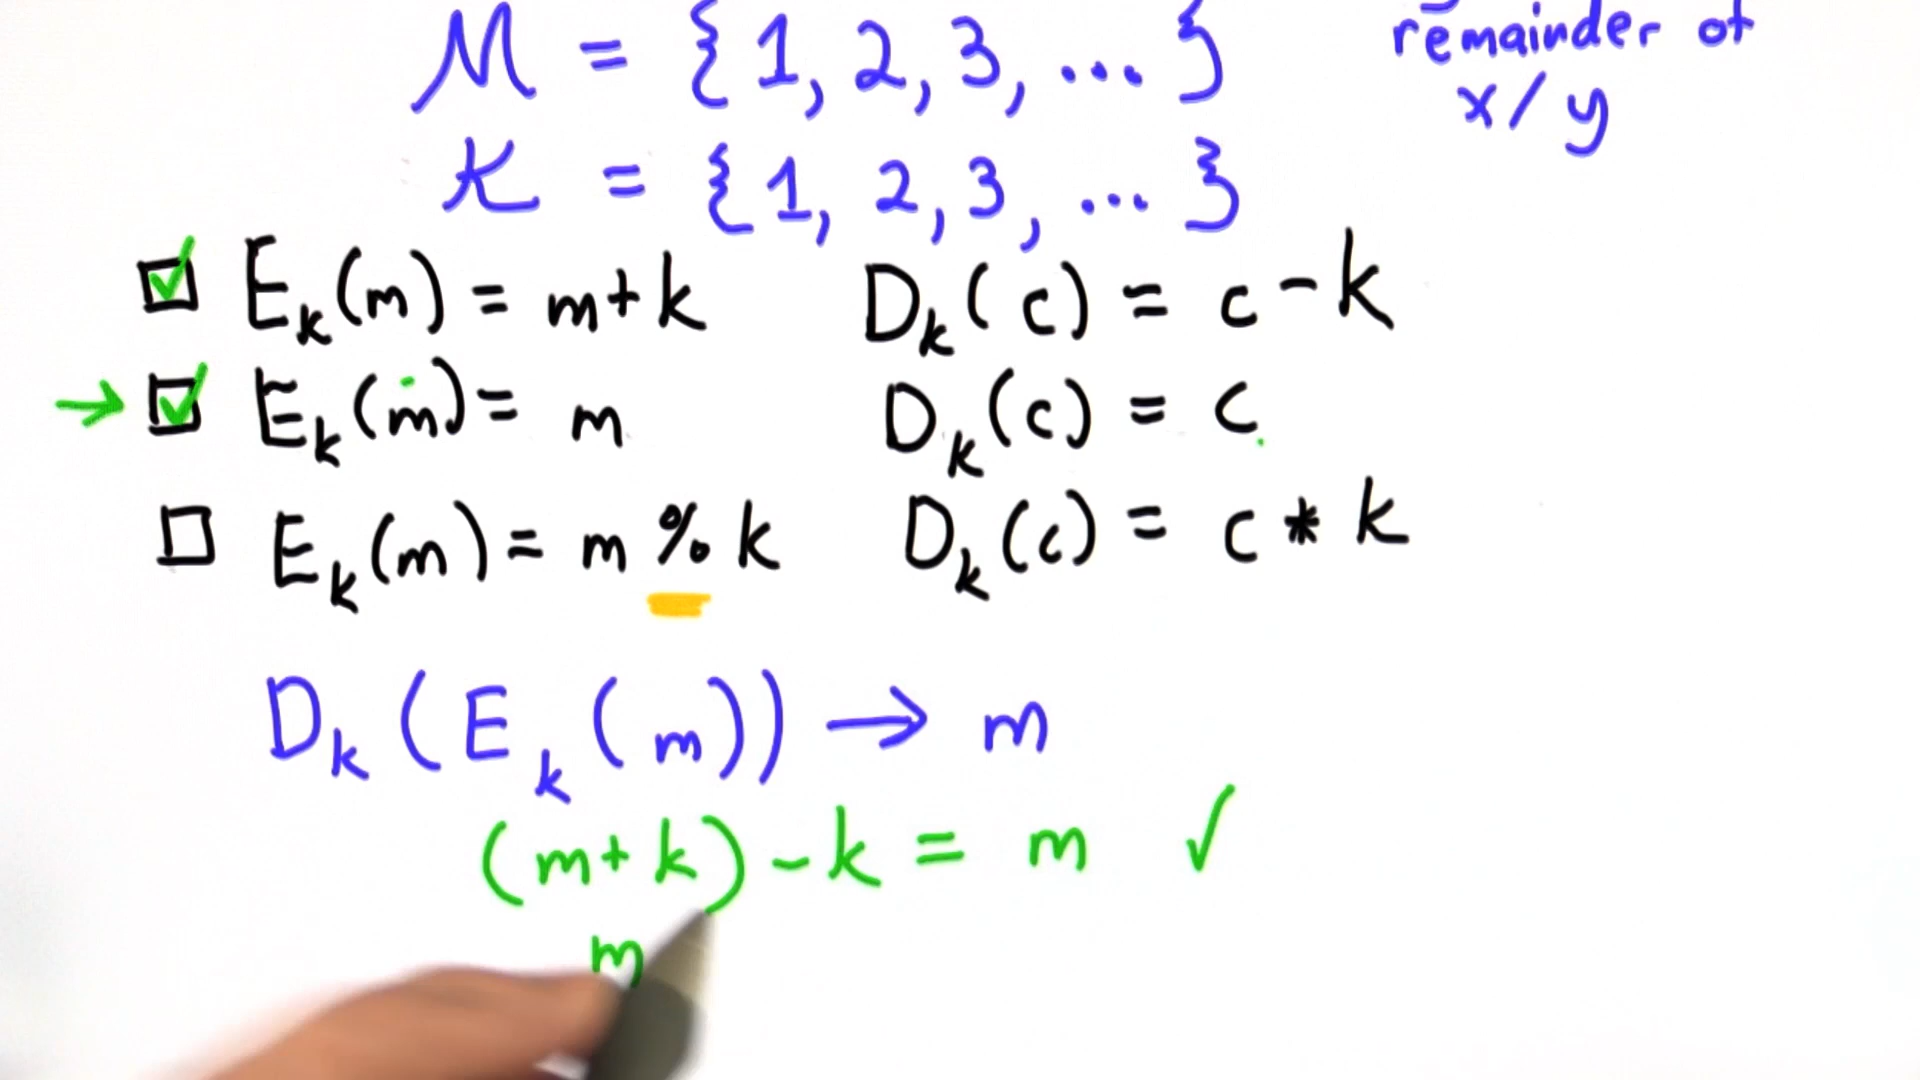 M = {1, 2, 3, ... }
remainder of
x/y
K = {1, 2, 3, ... }
☑ Eₖ(m) = m+k    Dₖ(c) = c-k
→ ☑ Eₖ(m) = m    Dₖ(c) = c
☐ Eₖ(m) = m % k    Dₖ(c) = c * k
Dₖ(Eₖ(m)) → m
(m+k) - k = m ✓
m